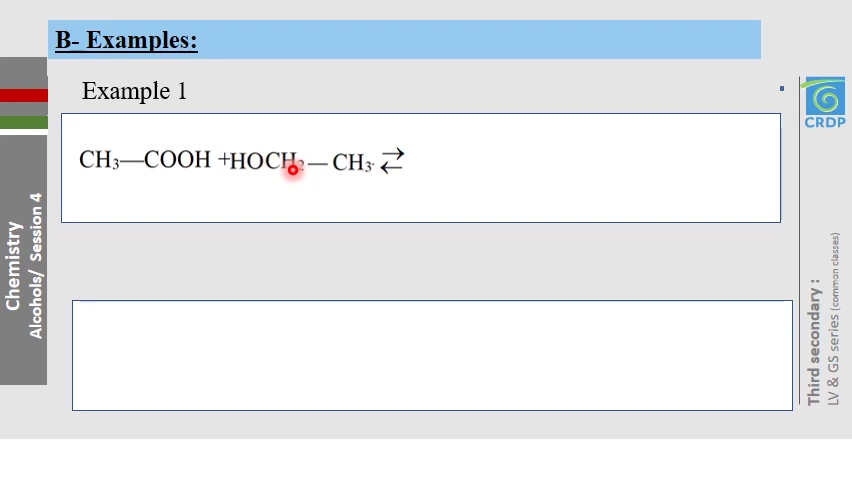 B- Examples:
Example 1
CH₃—COOH +HOCH₂ — CH₃ ⇄
CRDP
Chemistry
Alcohols/ Session 4
Third secondary :
LV & GS series (common classes)